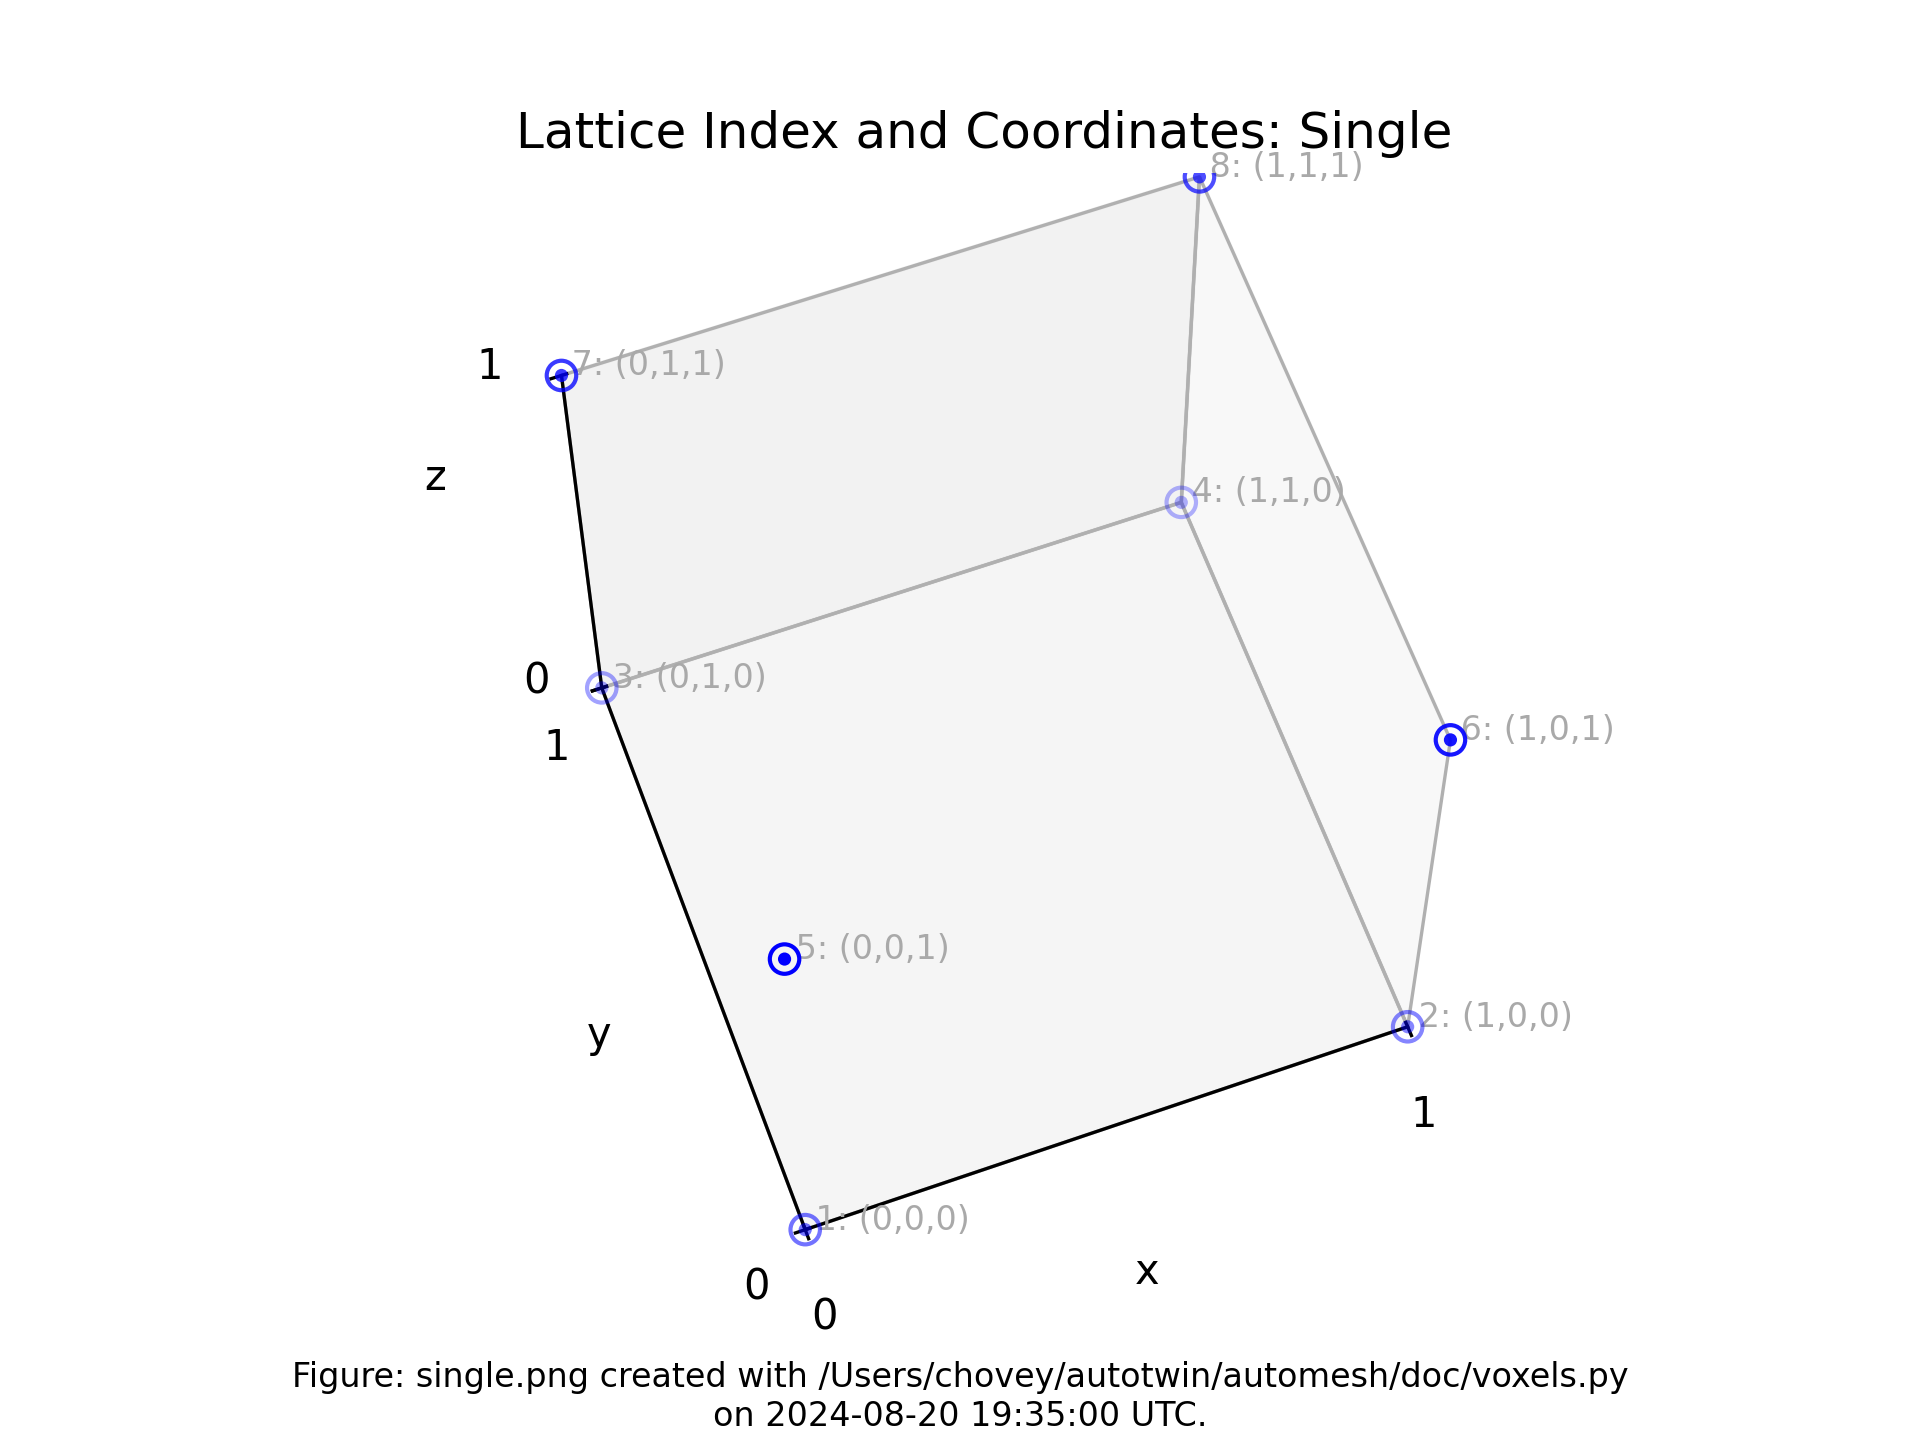 Lattice Index and Coordinates: Single
8: (1,1,1)
1
7: (0,1,1)
z
4: (1,1,0)
0
3: (0,1,0)
1
6: (1,0,1)
5: (0,0,1)
y
2: (1,0,0)
1
1: (0,0,0)
x
0
0
Figure: single.png created with /Users/chovey/autotwin/automesh/doc/voxels.py
on 2024-08-20 19:35:00 UTC.